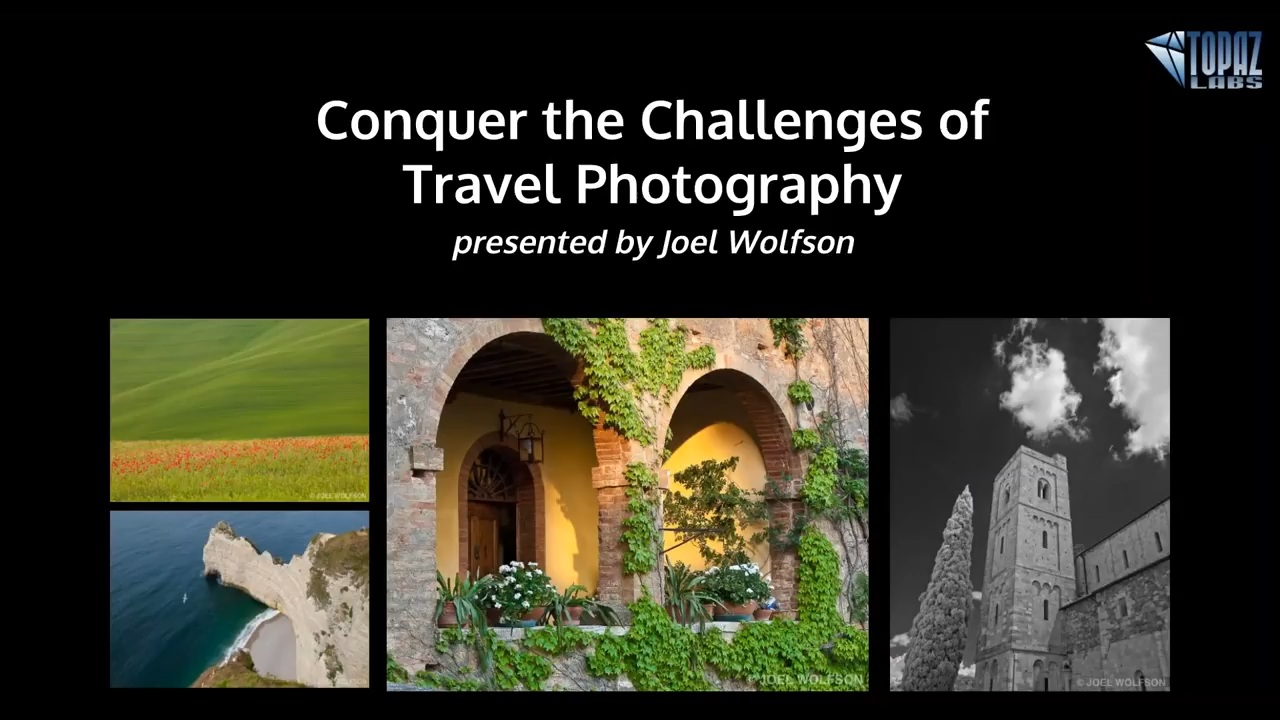 TOPAZ
LABS
Conquer the Challenges of
Travel Photography
presented by Joel Wolfson
© JOEL WOLFSON
© JOEL WOLFSON
© JOEL WOLFSON